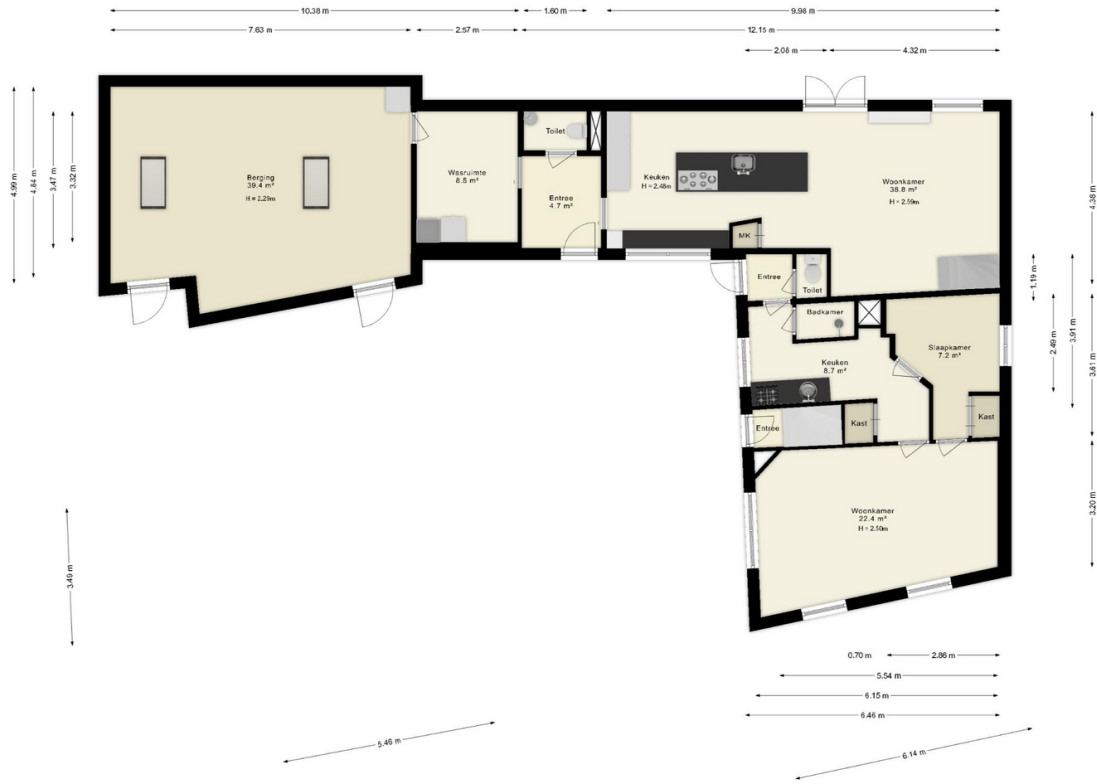 10.38 m
1.60 m
9.98 m
7.63 m
2.57 m
12.15 m
2.08 m
4.32 m
4.99 m
4.84 m
3.47 m
3.32 m
Berging
39.4 m²
H = 2.29m
Wasruimte
8.5 m²
Toilet
Entree
4.7 m²
Keuken
H = 2.48m
Woonkamer
38.8 m²
H = 2.59m
MK
4.38 m
Entree
Toilet
1.19 m
Badkamer
Keuken
8.7 m²
Slaapkamer
7.2 m²
2.49 m
3.91 m
3.61 m
Entree
Kast
Kast
Woonkamer
22.4 m²
H = 2.50m
3.20 m
3.49 m
0.70 m
2.86 m
5.54 m
6.15 m
6.46 m
5.46 m
6.14 m